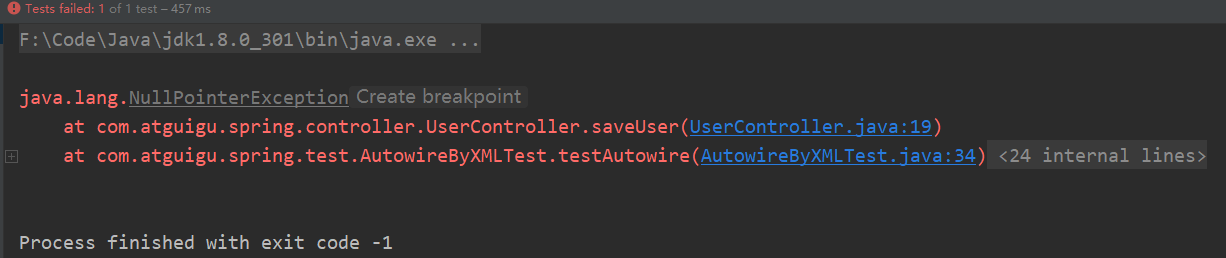 Tests failed: 1 of 1 test – 457 ms
F:\Code\Java\jdk1.8.0_301\bin\java.exe ...
java.lang.NullPointerException Create breakpoint
at com.atguigu.spring.controller.UserController.saveUser(UserController.java:19)
at com.atguigu.spring.test.AutowireByXMLTest.testAutowire(AutowireByXMLTest.java:34) <24 internal lines>
Process finished with exit code -1